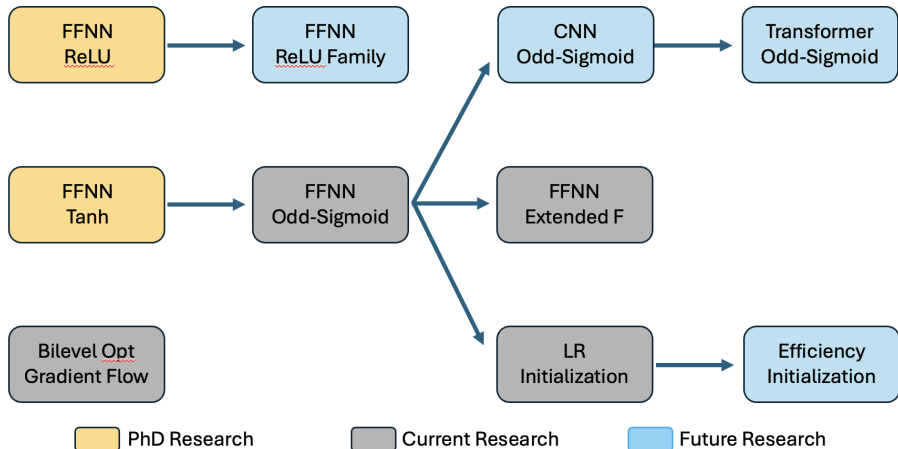 FFNN
ReLU
FFNN
ReLU Family
CNN
Odd-Sigmoid
Transformer
Odd-Sigmoid
FFNN
Tanh
FFNN
Odd-Sigmoid
FFNN
Extended F
Bilevel Opt
Gradient Flow
LR
Initialization
Efficiency
Initialization
PhD Research
Current Research
Future Research